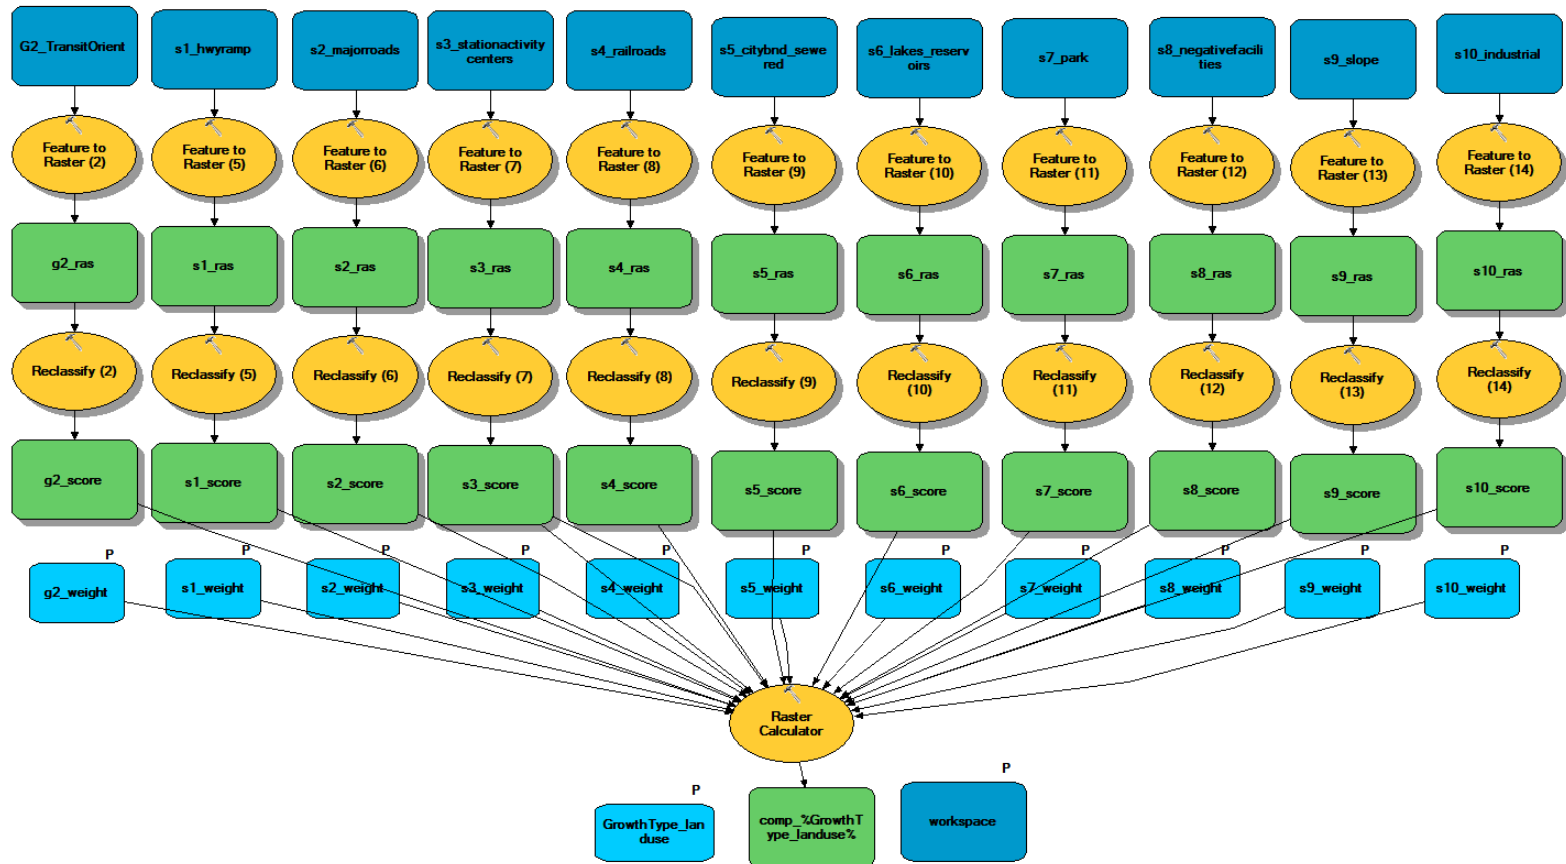 G2_TransitOrient
s1_hwyramp
s2_majorroads
s3_stationactivity
centers
s4_railroads
s5_citybnd_sewe
red
s6_lakes_reserv
oirs
s7_park
s8_negativefacili
ties
s9_slope
s10_industrial
Feature to
Raster (2)
Feature to
Raster (5)
Feature to
Raster (6)
Feature to
Raster (7)
Feature to
Raster (8)
Feature to
Raster (9)
Feature to
Raster (10)
Feature to
Raster (11)
Feature to
Raster (12)
Feature to
Raster (13)
Feature to
Raster (14)
g2_ras
s1_ras
s2_ras
s3_ras
s4_ras
s5_ras
s6_ras
s7_ras
s8_ras
s9_ras
s10_ras
Reclassify (2)
Reclassify (5)
Reclassify (6)
Reclassify (7)
Reclassify (8)
Reclassify (9)
Reclassify
(10)
Reclassify
(11)
Reclassify
(12)
Reclassify
(13)
Reclassify
(14)
g2_score
s1_score
s2_score
s3_score
s4_score
s5_score
s6_score
s7_score
s8_score
s9_score
s10_score
P
P
P
P
P
P
P
P
P
P
P
g2_weight
s1_weight
s2_weight
s3_weight
s4_weight
s5_weight
s6_weight
s7_weight
s8_weight
s9_weight
s10_weight
Raster
Calculator
P
P
GrowthType_lan
duse
comp_%GrowthT
ype_landuse%
workspace